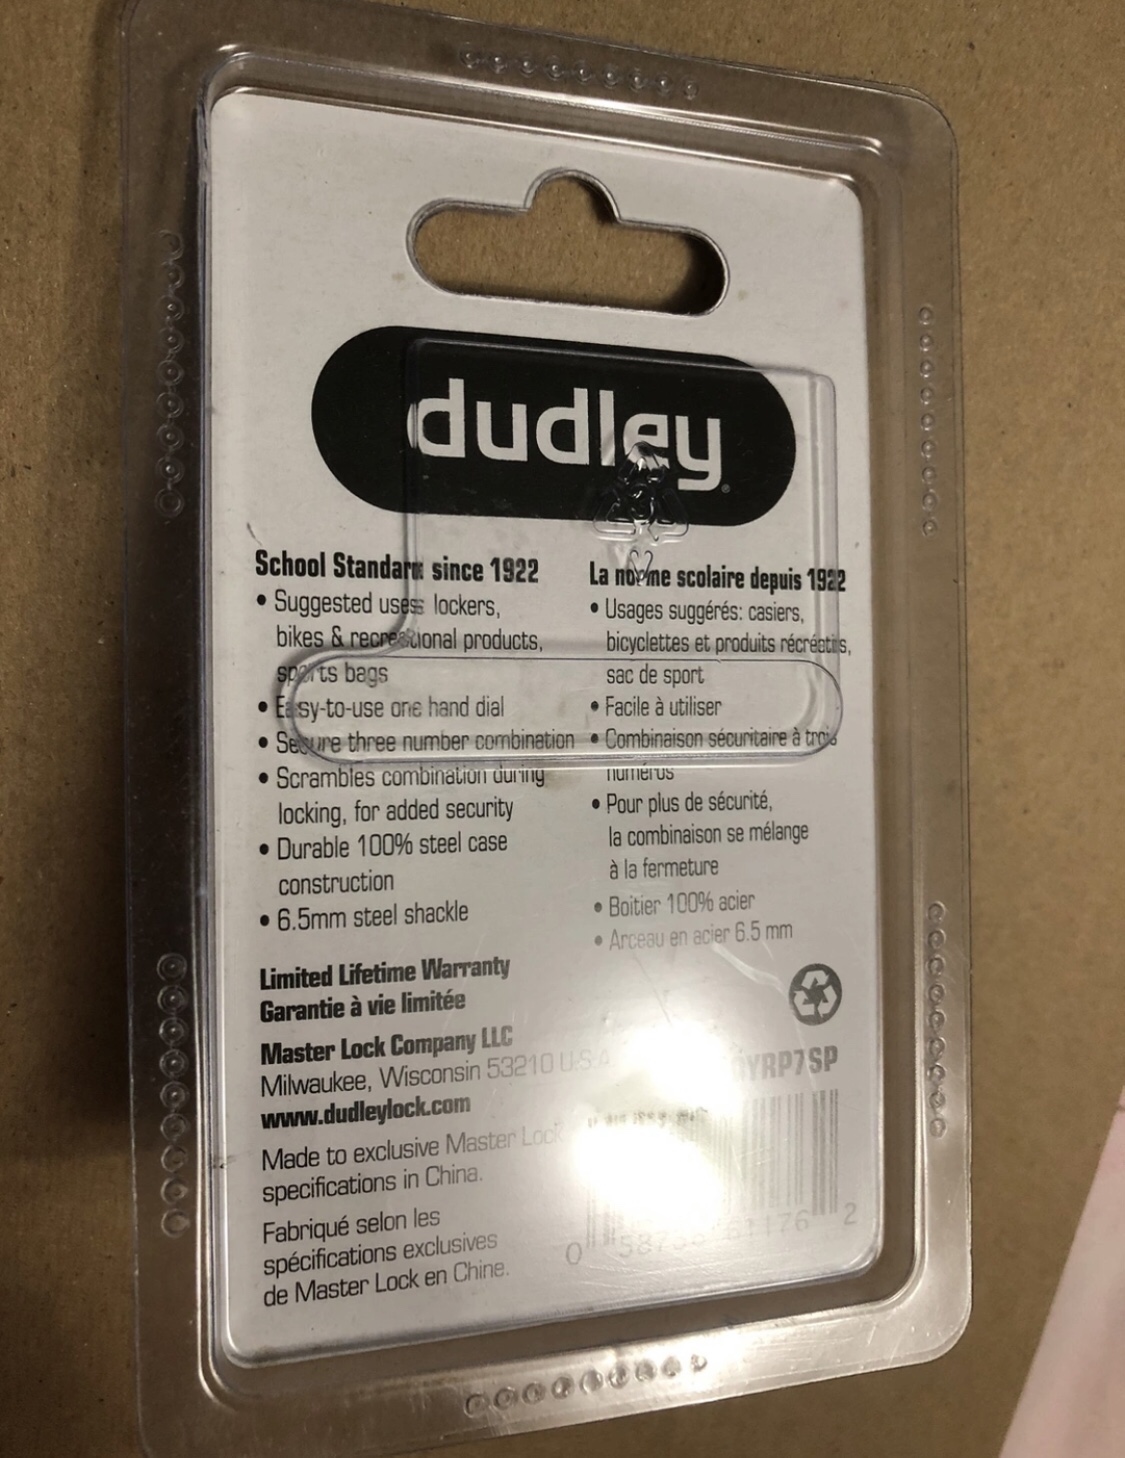 dudley
School Standard since 1922
• Suggested uses: lockers,
bikes & recreational products,
sports bags
• Easy-to-use one hand dial
• Secure three number combination
• Scrambles combination during
locking, for added security
• Durable 100% steel case
construction
• 6.5mm steel shackle
La norme scolaire depuis 1922
• Usages suggérés: casiers,
bicyclettes et produits récréatifs,
sac de sport
• Facile à utiliser
• Combinaison sécuritaire à trois
numérus
• Pour plus de sécurité,
la combinaison se mélange
à la fermeture
• Boitier 100% acier
• Arceau en acier 6.5 mm
Limited Lifetime Warranty
Garantie à vie limitée
Master Lock Company LLC
Milwaukee, Wisconsin 53210 U.S.A.
www.dudleylock.com
Made to exclusive Master Lock
specifications in China.
Fabriqué selon les
spécifications exclusives
de Master Lock en Chine.
YRP7SP
0 61176 2